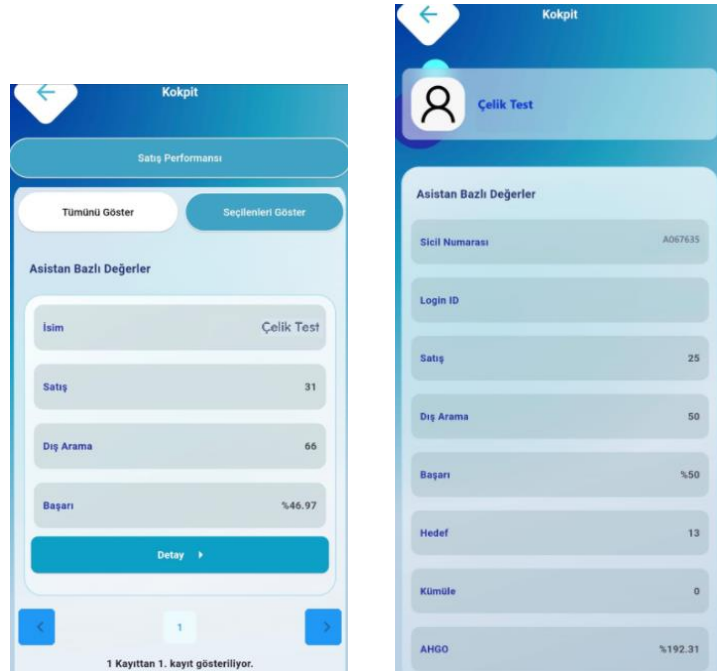 Kokpit
Satış Performansı
Tümünü Göster
Seçilenleri Göster
Asistan Bazlı Değerler
İsim Çelik Test
Satış 31
Dış Arama 66
Başarı %46.97
Detay
1
1 Kayıttan 1. kayıt gösteriliyor.
Kokpit
Çelik Test
Asistan Bazlı Değerler
Sicil Numarası A067635
Login ID
Satış 25
Dış Arama 50
Başarı %50
Hedef 13
Kümüle 0
AHGO %192.31